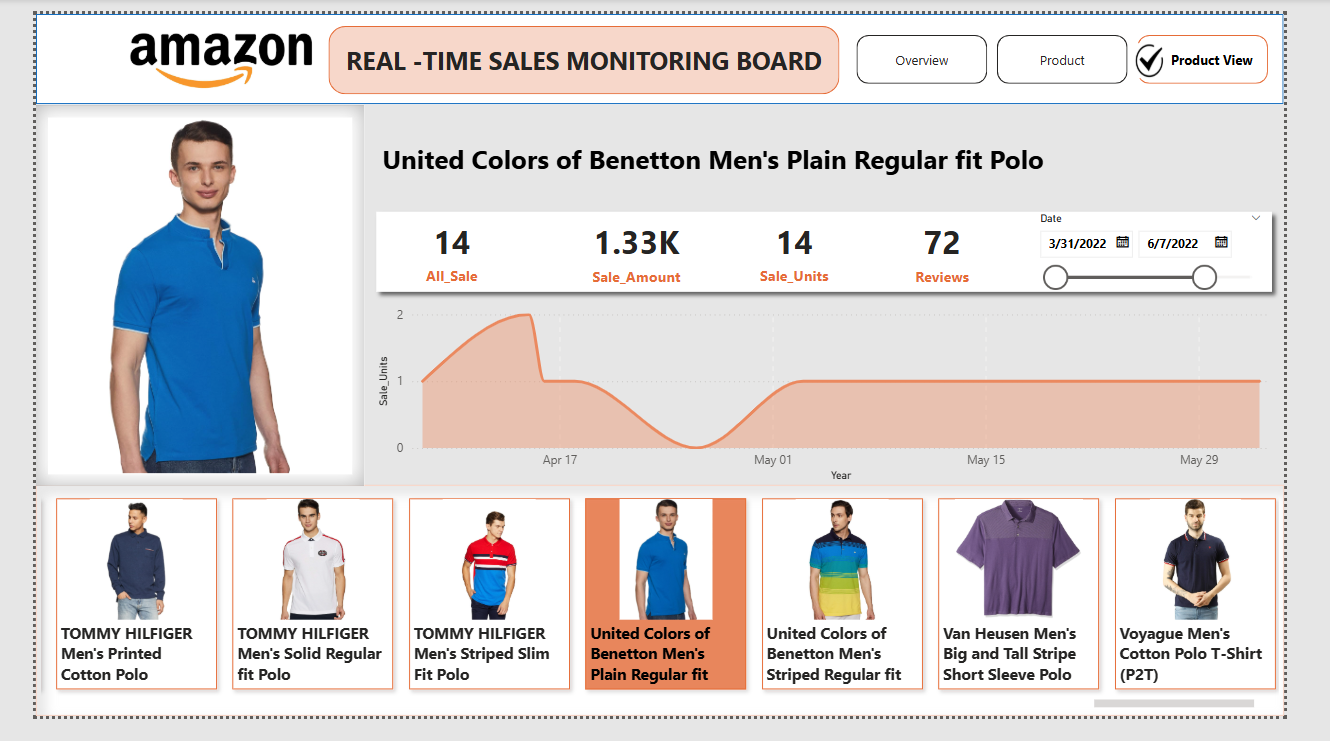 amazon
REAL -TIME SALES MONITORING BOARD
Overview
Product
Product View
United Colors of Benetton Men's Plain Regular fit Polo
14
All_Sale
1.33K
Sale_Amount
14
Sale_Units
72
Reviews
Date
3/31/2022
6/7/2022
2
1
0
Sale_Units
Apr 17
May 01
May 15
May 29
Year
TOMMY HILFIGER
Men's Printed
Cotton Polo
TOMMY HILFIGER
Men's Solid Regular
fit Polo
TOMMY HILFIGER
Men's Striped Slim
Fit Polo
United Colors of
Benetton Men's
Plain Regular fit
United Colors of
Benetton Men's
Striped Regular fit
Van Heusen Men's
Big and Tall Stripe
Short Sleeve Polo
Voyague Men's
Cotton Polo T-Shirt
(P2T)